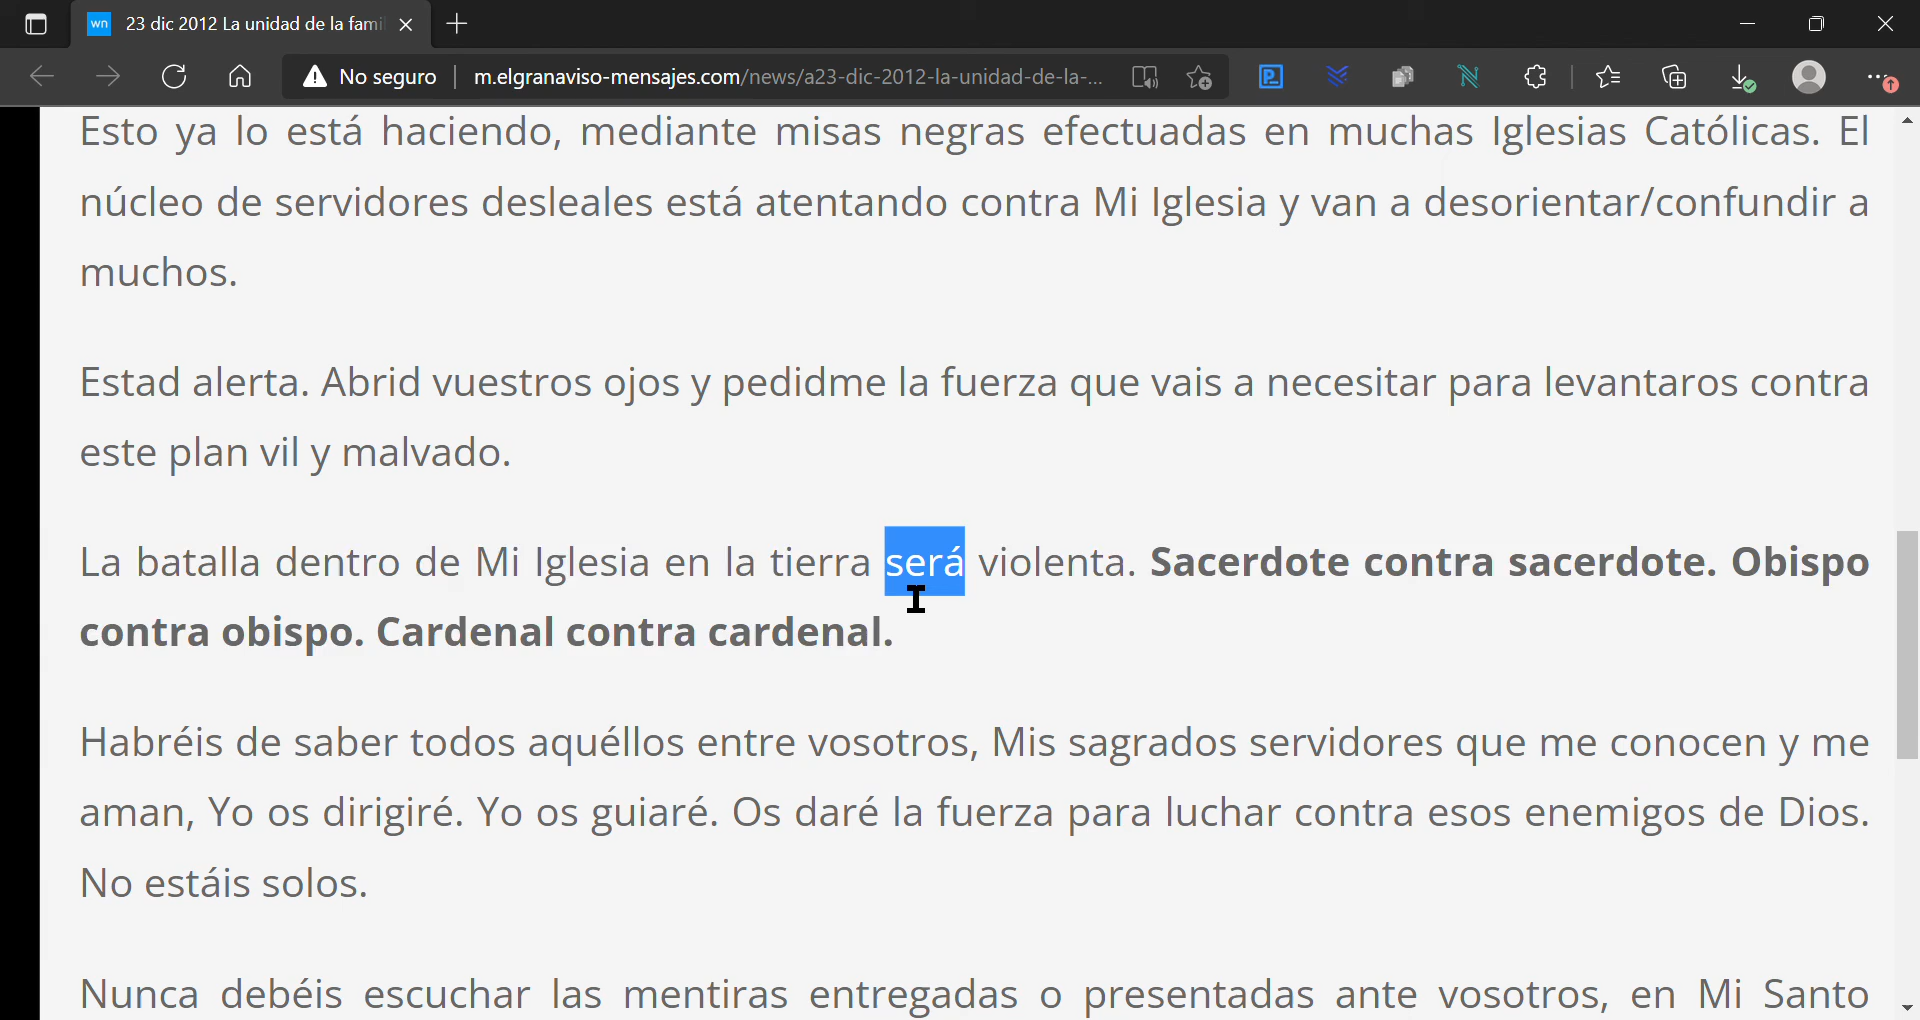 wn 23 dic 2012 La unidad de la fami
No seguro m.elgranaviso-mensajes.com/news/a23-dic-2012-la-unidad-de-la-...
Esto ya lo está haciendo, mediante misas negras efectuadas en muchas Iglesias Católicas. El
núcleo de servidores desleales está atentando contra Mi Iglesia y van a desorientar/confundir a
muchos.
Estad alerta. Abrid vuestros ojos y pedidme la fuerza que vais a necesitar para levantaros contra
este plan vil y malvado.
La batalla dentro de Mi Iglesia en la tierra será violenta. Sacerdote contra sacerdote. Obispo
contra obispo. Cardenal contra cardenal.
Habréis de saber todos aquéllos entre vosotros, Mis sagrados servidores que me conocen y me
aman, Yo os dirigiré. Yo os guiaré. Os daré la fuerza para luchar contra esos enemigos de Dios.
No estáis solos.
Nunca debéis escuchar las mentiras entregadas o presentadas ante vosotros, en Mi Santo